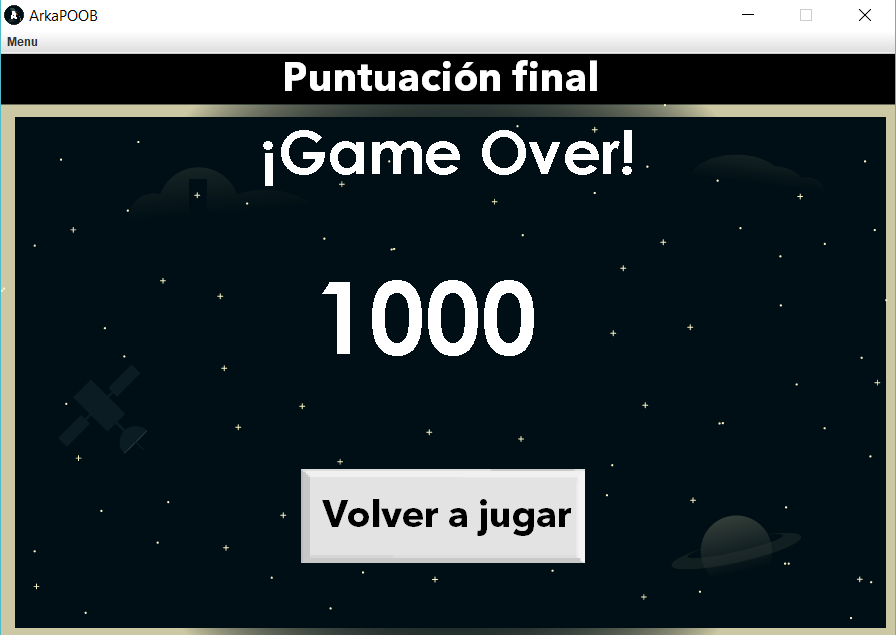 ArkaPOOB
Menu
Puntuación final
¡Game Over!
1000
Volver a jugar